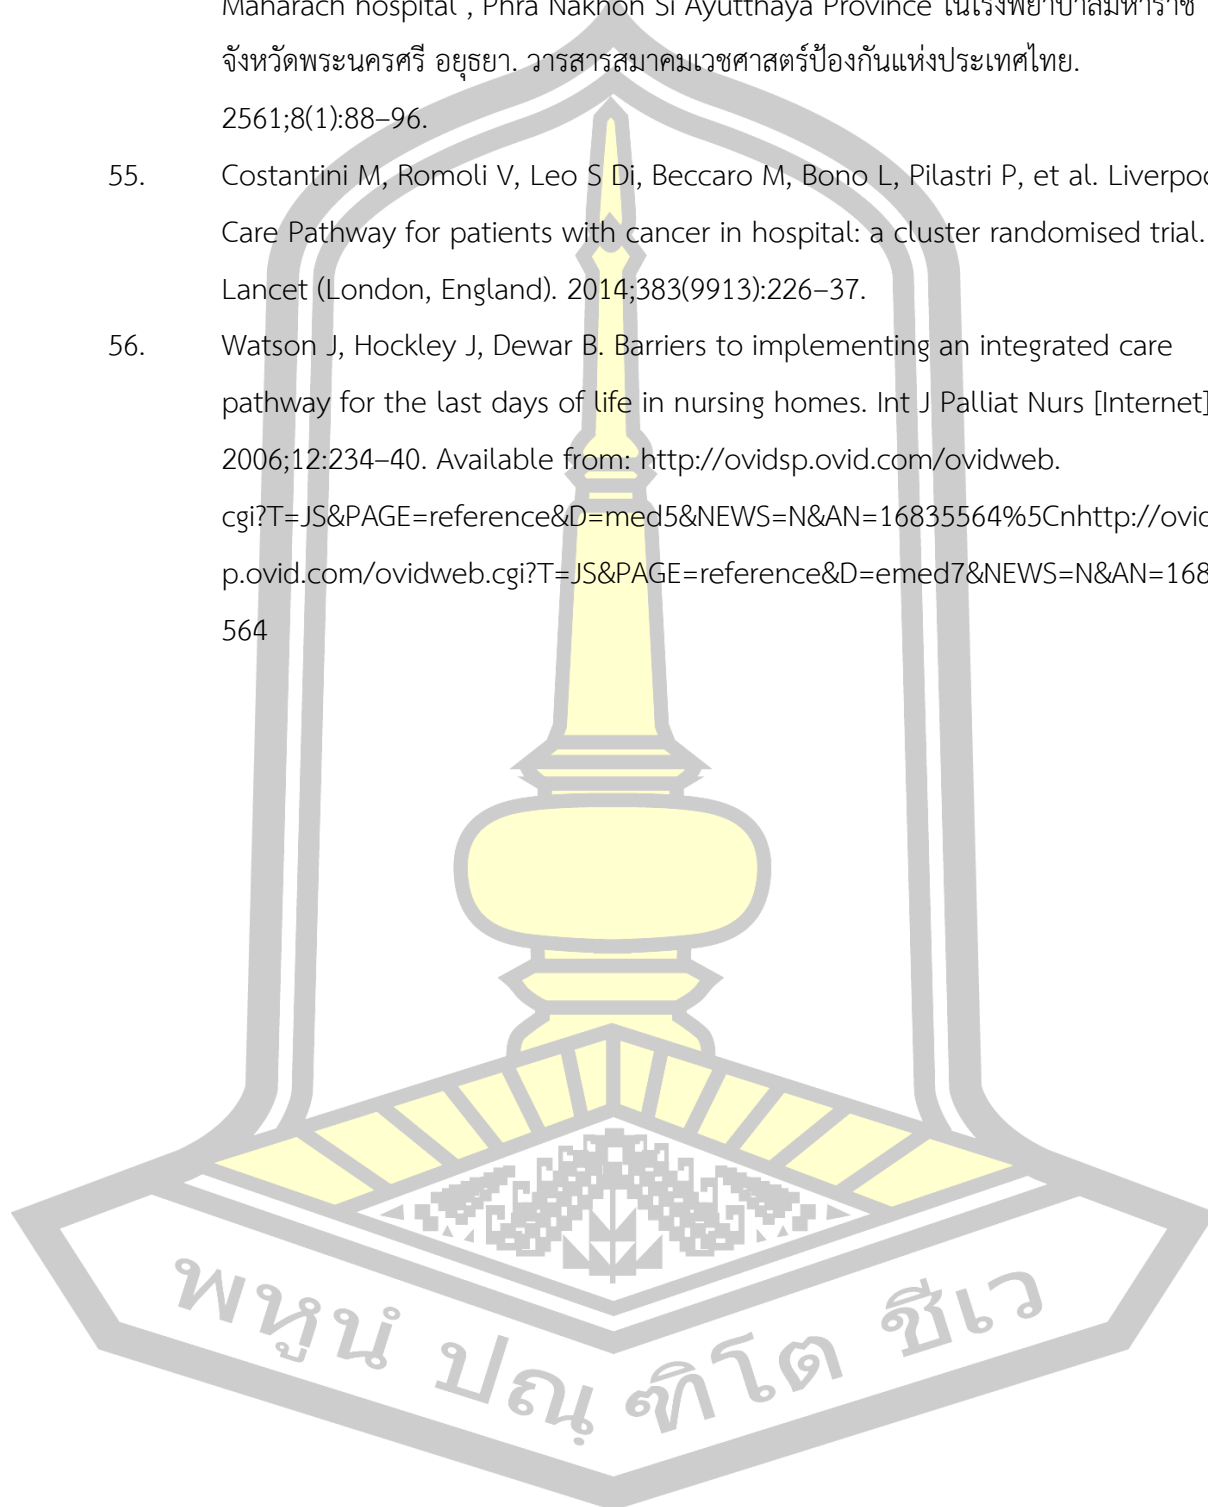 Maharach hospital , Phra Nakhon Si Ayutthaya Province ในโรงพยาบาลมหาราช
จังหวัดพระนครศรี อยุธยา. วารสารสมาคมเวชศาสตร์ป้องกันแห่งประเทศไทย.
2561;8(1):88–96.
55. Costantini M, Romoli V, Leo S Di, Beccaro M, Bono L, Pilastri P, et al. Liverpoo
Care Pathway for patients with cancer in hospital: a cluster randomised trial.
Lancet (London, England). 2014;383(9913):226–37.
56. Watson J, Hockley J, Dewar B. Barriers to implementing an integrated care
pathway for the last days of life in nursing homes. Int J Palliat Nurs [Internet]
2006;12:234–40. Available from: http://ovidsp.ovid.com/ovidweb.
cgi?T=JS&PAGE=reference&D=med5&NEWS=N&AN=16835564%5Cnhttp://ovid
p.ovid.com/ovidweb.cgi?T=JS&PAGE=reference&D=emed7&NEWS=N&AN=168
564
พหูนํ ปณฺฑิโต ชีเว